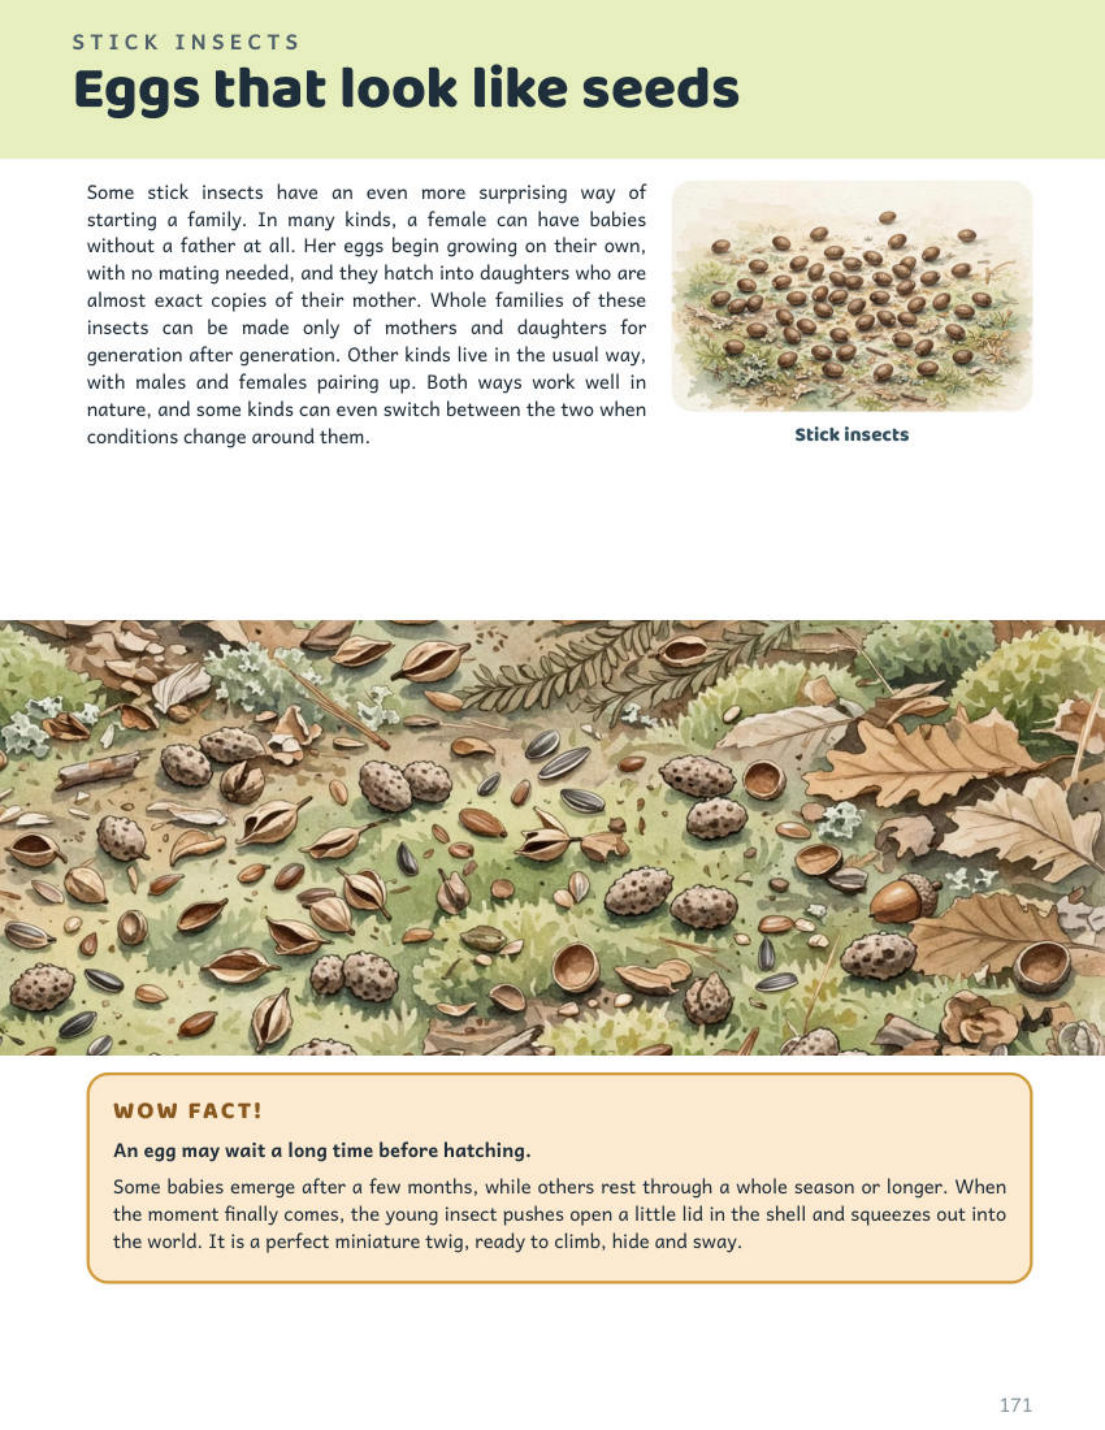 STICK INSECTS
Eggs that look like seeds
Some stick insects have an even more surprising way of
starting a family. In many kinds, a female can have babies
without a father at all. Her eggs begin growing on their own,
with no mating needed, and they hatch into daughters who are
almost exact copies of their mother. Whole families of these
insects can be made only of mothers and daughters for
generation after generation. Other kinds live in the usual way,
with males and females pairing up. Both ways work well in
nature, and some kinds can even switch between the two when
conditions change around them.
Stick insects
WOW FACT!
An egg may wait a long time before hatching.
Some babies emerge after a few months, while others rest through a whole season or longer. When
the moment finally comes, the young insect pushes open a little lid in the shell and squeezes out into
the world. It is a perfect miniature twig, ready to climb, hide and sway.
171